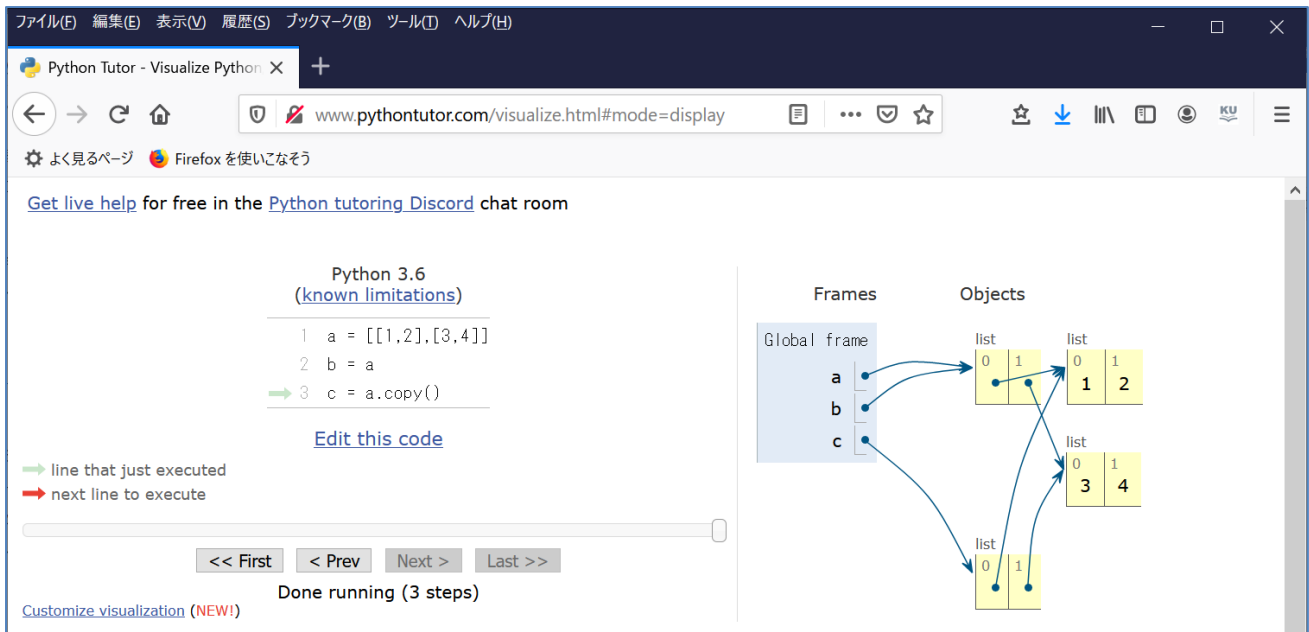 ファイル(F) 編集(E) 表示(V) 履歴(S) ブックマーク(B) ツール(T) ヘルプ(H)
Python Tutor - Visualize Python
www.pythontutor.com/visualize.html#mode=display
KU
よく見るページ Firefox を使いこなそう
Get live help for free in the Python tutoring Discord chat room
Python 3.6
(known limitations)
1 a = [[1,2],[3,4]]
2 b = a
3 c = a.copy()
Edit this code
line that just executed
next line to execute
<< First < Prev Next > Last >>
Done running (3 steps)
Customize visualization (NEW!)
Frames Objects
Global frame
a
b
c
list
0 1
list
0 1
1 2
list
0 1
3 4
list
0 1